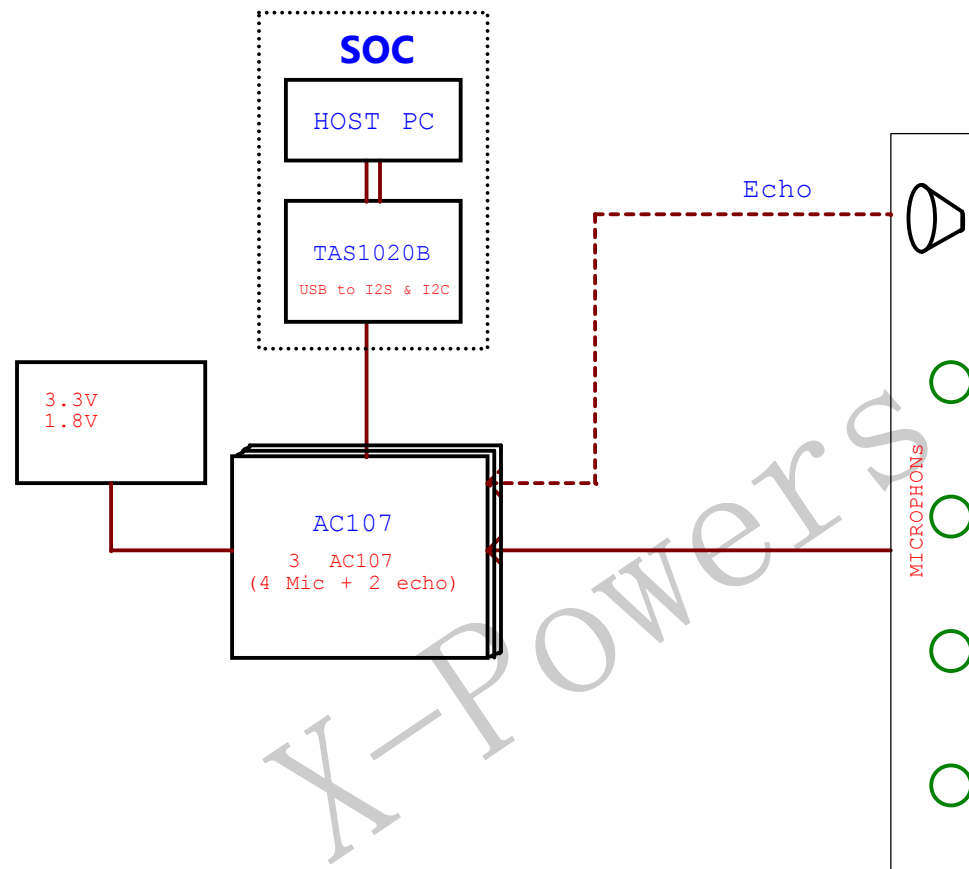 SOC
HOST PC
Echo
TAS1020B
USB to I2S & I2C
3.3V
1.8V
MICROPHONs
AC107
3 AC107
(4 Mic + 2 echo)
X-Powers